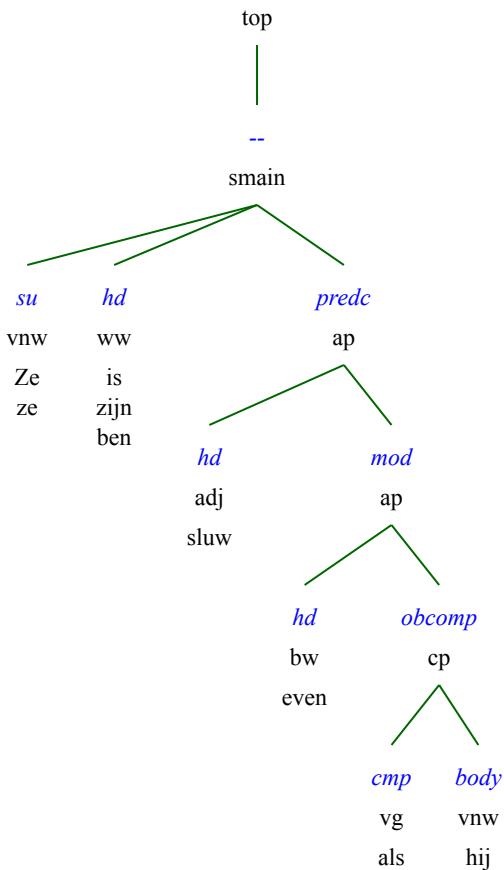 top
--
smain
su hd predc
vnw ww ap
Ze is
ze zijn
ben
hd mod
adj ap
sluw
hd obcomp
bw cp
even
cmp body
vg vnw
als hij